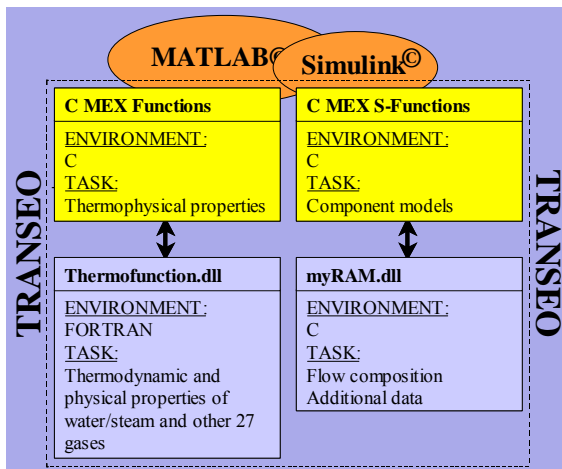 MATLAB©
Simulink©
TRANSEO
C MEX Functions
ENVIRONMENT:
C
TASK:
Thermophysical properties
C MEX S-Functions
ENVIRONMENT:
C
TASK:
Component models
Thermofunction.dll
ENVIRONMENT:
FORTRAN
TASK:
Thermodynamic and
physical properties of
water/steam and other 27
gases
myRAM.dll
ENVIRONMENT:
C
TASK:
Flow composition
Additional data
TRANSEO